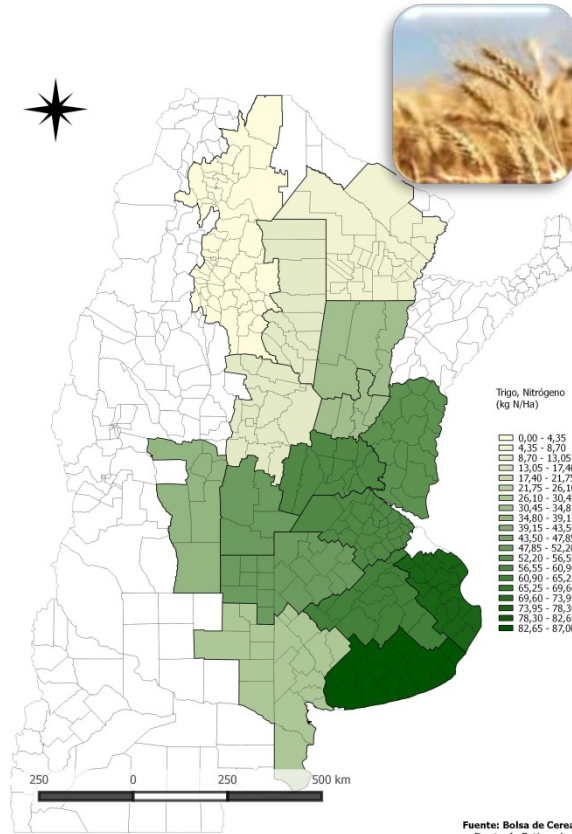 Trigo, Nitrógeno
(kg N/Ha)
0,00 - 4,35
4,35 - 8,70
8,70 - 13,05
13,05 - 17,40
17,40 - 21,75
21,75 - 26,10
26,10 - 30,4
30,45 - 34,8
34,80 - 39,15
39,15 - 43,50
43,50 - 47,85
47,85 - 52,20
52,20 - 56,55
56,55 - 60,90
60,90 - 65,25
65,25 - 69,60
69,60 - 73,95
73,95 - 78,30
78,30 - 82,65
82,65 - 87,00
250 0 250 500 km
Fuente: Bolsa de Cerea